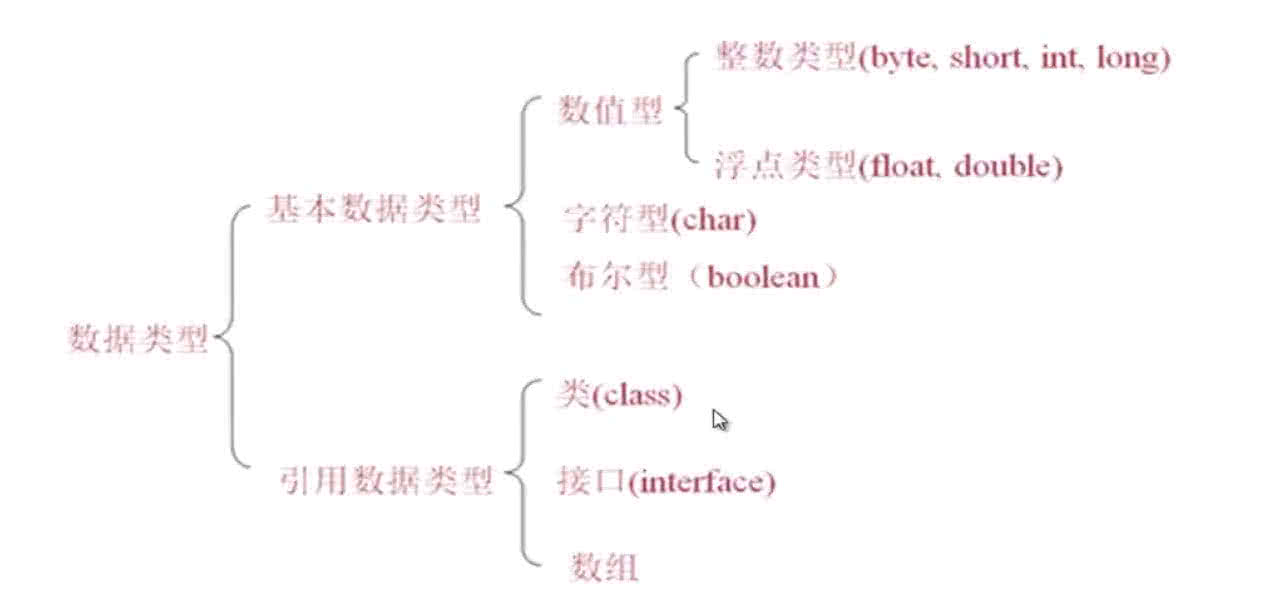 整数类型(byte, short, int, long)
数值型
浮点类型(float, double)
基本数据类型
字符型(char)
布尔型（boolean）
数据类型
类(class)
引用数据类型
接口(interface)
数组